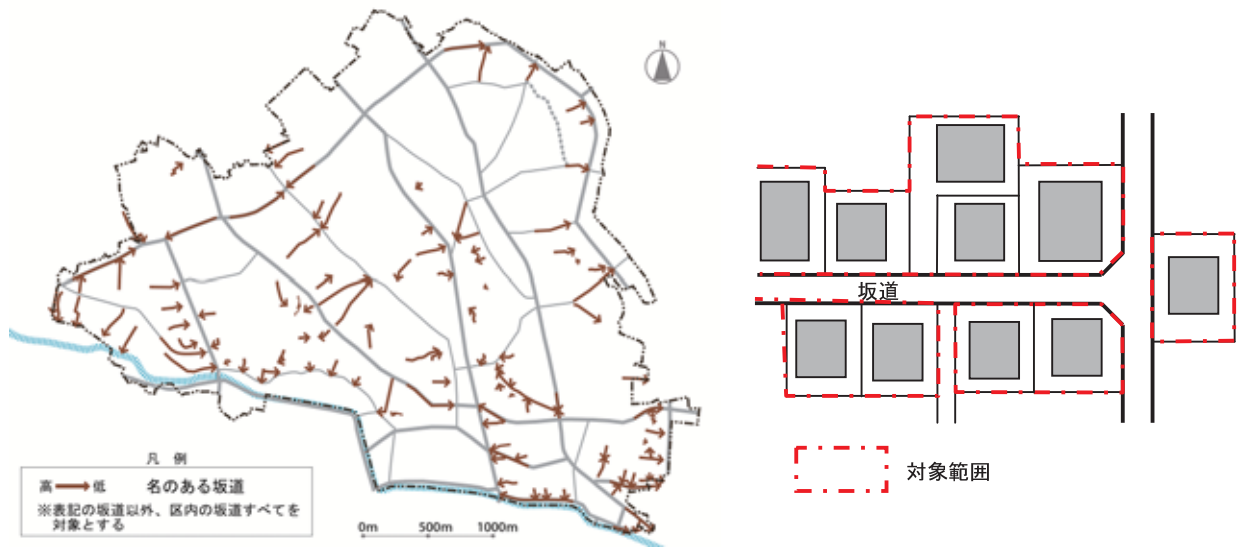 N
凡 例
高 低 名のある坂道
※表記の坂道以外、区内の坂道すべてを
対象とする
0m 500m 1000m
坂道
対象範囲